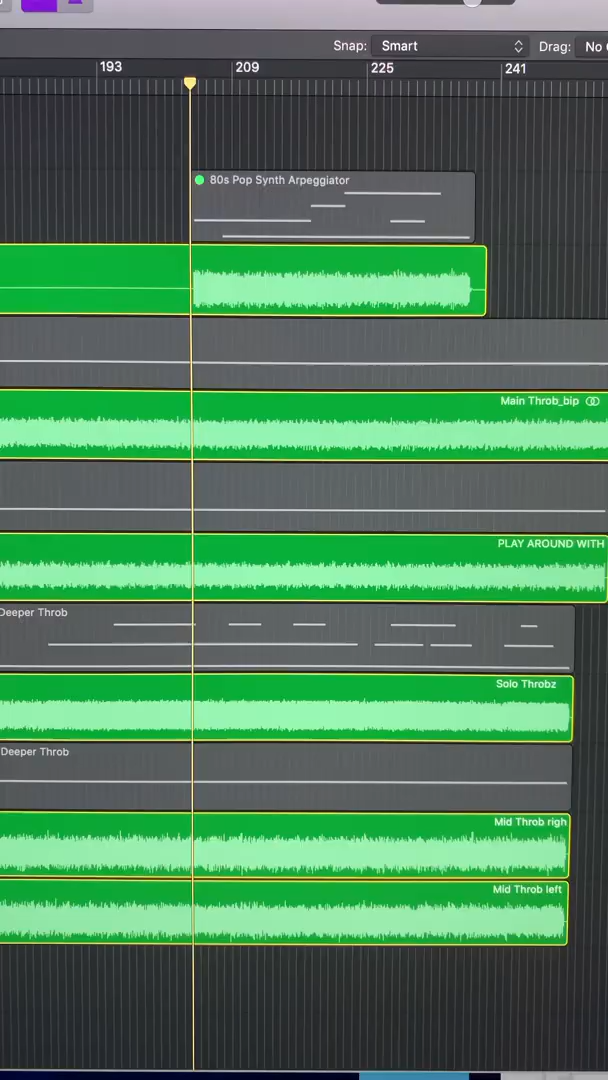 Snap: Smart Drag: No
193 209 225 241
80s Pop Synth Arpeggiator
Main Throb_bip
PLAY AROUND WITH
Deeper Throb
Solo Throbz
Deeper Throb
Mid Throb righ
Mid Throb left